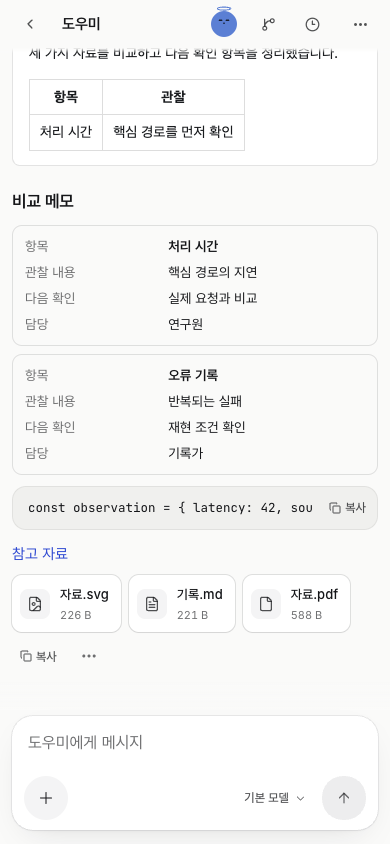 도우미
세 가지 자료를 비교하고 다음 확인 항목을 정리했습니다.
항목 관찰
처리 시간 핵심 경로를 먼저 확인
비교 메모
항목 처리 시간
관찰 내용 핵심 경로의 지연
다음 확인 실제 요청과 비교
담당 연구원
항목 오류 기록
관찰 내용 반복되는 실패
다음 확인 재현 조건 확인
담당 기록가
const observation = { latency: 42, sou 복사
참고 자료
자료.svg 기록.md 자료.pdf
226 B 221 B 588 B
복사
도우미에게 메시지
기본 모델